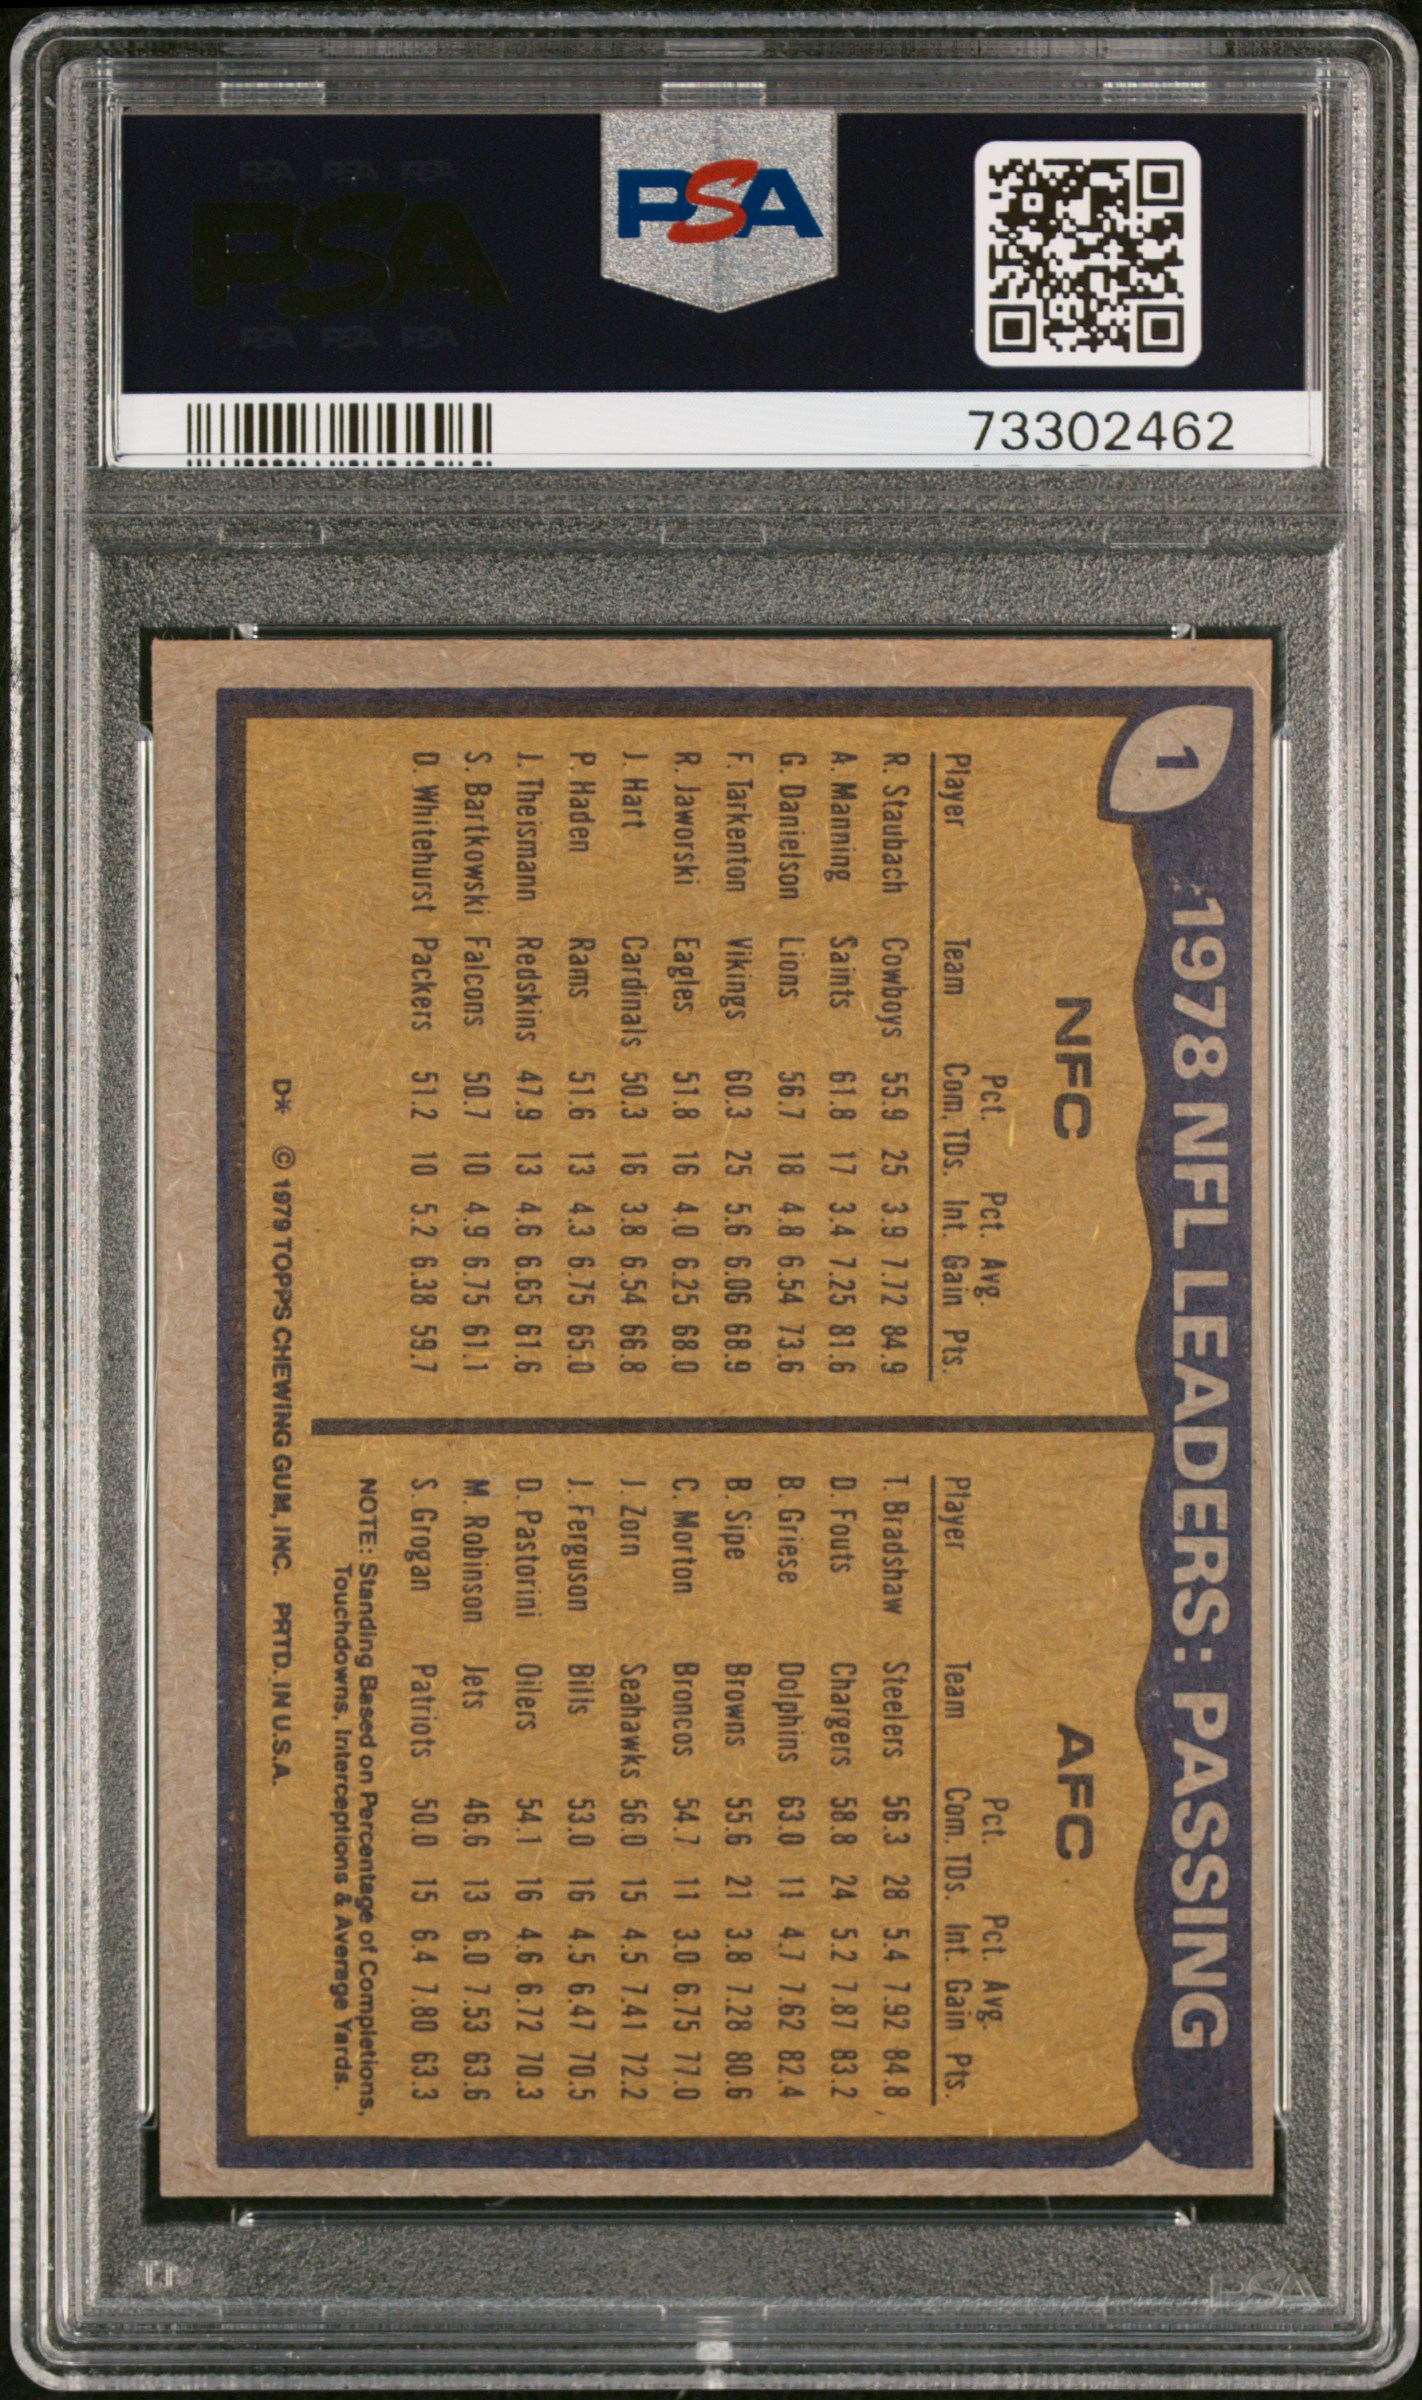 PSA PSA PSA
PSA
PSA PSA PSA
PSA
73302462
1
1978 NFL LEADERS: PASSING
NFC
Pct. Pct. Avg.
Player Team Com. TDs. Int. Gain Pts.
R. Staubach Cowboys 55.9 25 3.9 7.72 84.9
A. Manning Saints 61.8 17 3.4 7.25 81.6
G. Danielson Lions 56.7 18 4.8 6.54 73.6
F. Tarkenton Vikings 60.3 25 5.6 6.06 68.9
R. Jaworski Eagles 51.8 16 4.0 6.25 68.0
J. Hart Cardinals 50.3 16 3.8 6.54 66.8
P. Haden Rams 51.6 13 4.3 6.75 65.0
J. Theismann Redskins 47.9 13 4.6 6.65 61.6
S. Bartkowski Falcons 50.7 10 4.9 6.75 61.1
D. Whitehurst Packers 51.2 10 5.2 6.38 59.7
AFC
Pct. Pct. Avg.
Player Team Com. TDs. Int. Gain Pts.
T. Bradshaw Steelers 56.3 28 5.4 7.92 84.8
D. Fouts Chargers 58.8 24 5.2 7.87 83.2
B. Griese Dolphins 63.0 11 4.7 7.62 82.4
B. Sipe Browns 55.6 21 3.8 7.28 80.6
C. Morton Broncos 54.7 11 3.0 6.75 77.0
J. Zorn Seahawks 56.0 15 4.5 7.41 72.2
J. Ferguson Bills 53.0 16 4.5 6.47 70.5
D. Pastorini Oilers 54.1 16 4.6 6.72 70.3
M. Robinson Jets 46.6 13 6.0 7.53 63.6
S. Grogan Patriots 50.0 15 6.4 7.80 63.3
NOTE: Standing Based on Percentage of Completions,
Touchdowns, Interceptions & Average Yards.
D* © 1979 TOPPS CHEWING GUM, INC. PRTD. IN U.S.A.
PSA